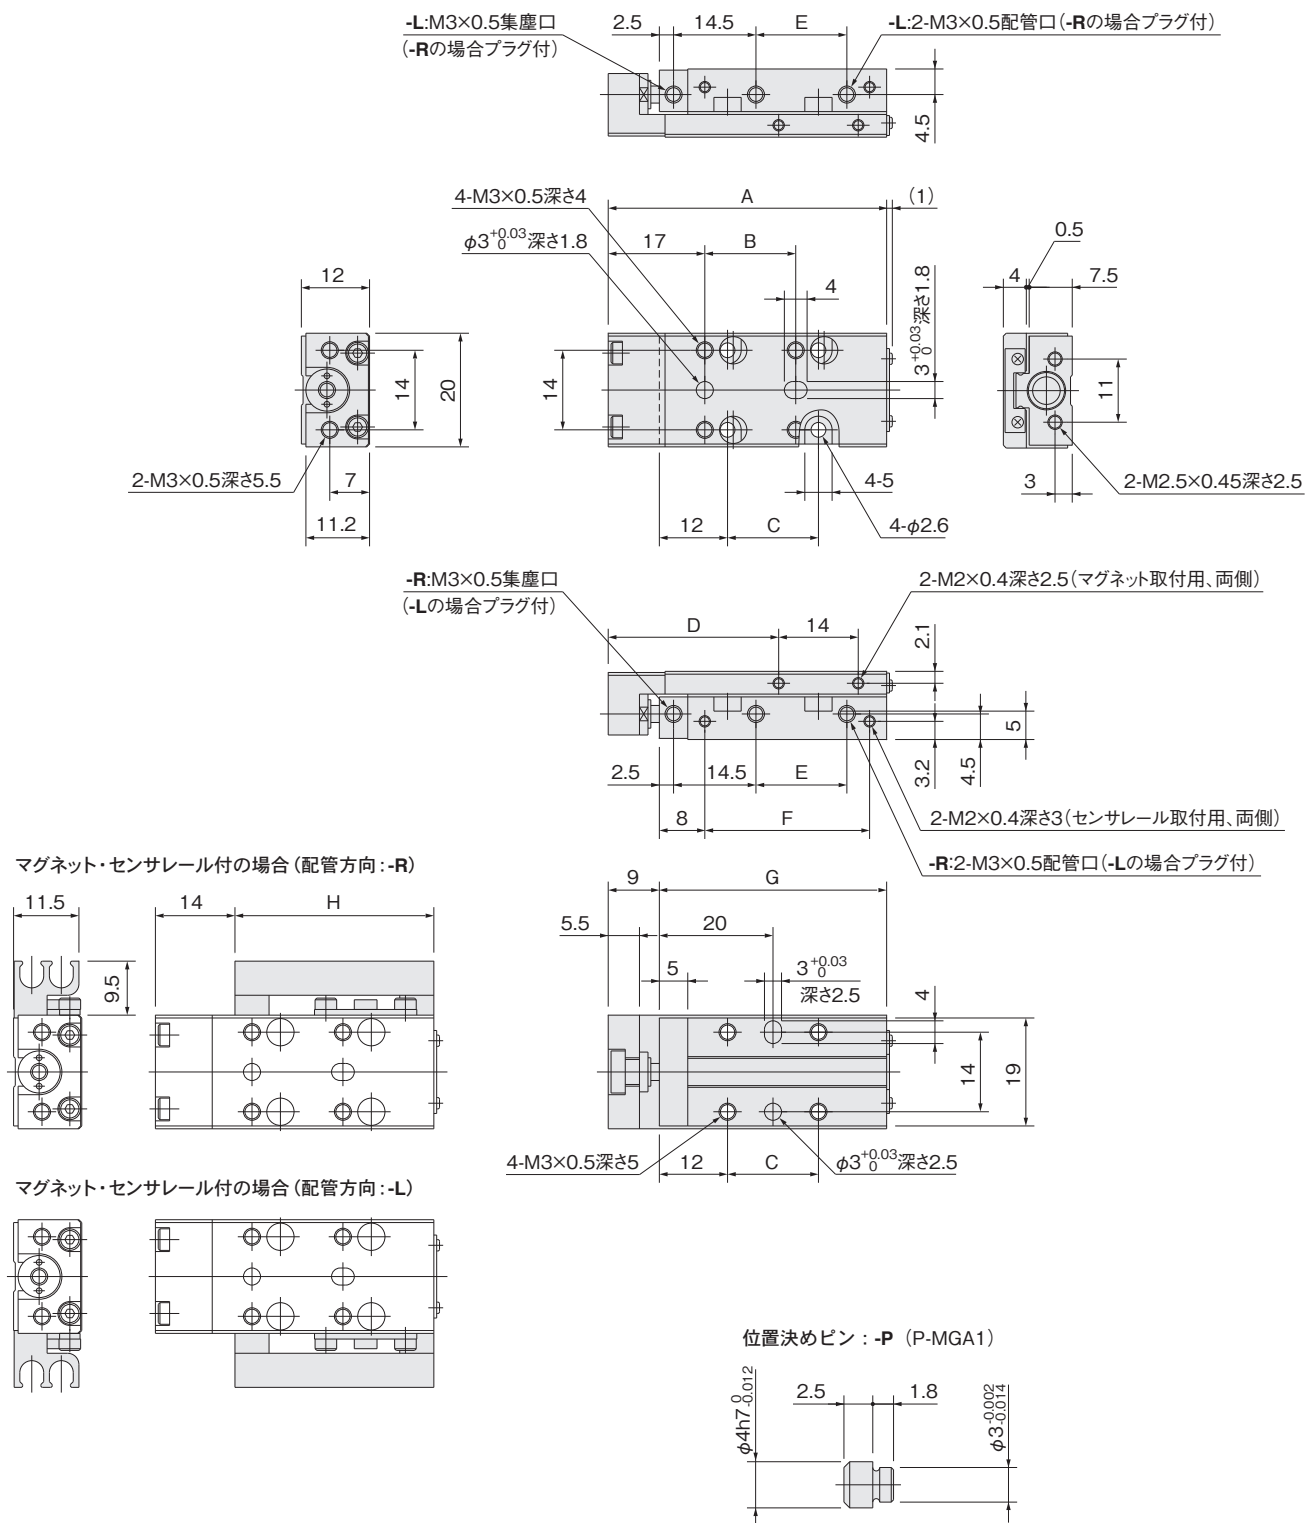 -L:M3×0.5集塵口
(-Rの場合プラグ付)
2.5
14.5
E
-L:2-M3×0.5配管口(-Rの場合プラグ付)
4.5
4-M3×0.5深さ4
φ3 +0.03 0 深さ1.8
A
(1)
17
B
4
3 +0.03 0 深さ1.8
0.5
12
4
7.5
14
20
14
11
2-M3×0.5深さ5.5
7
11.2
12
C
4-5
4-φ2.6
3
2-M2.5×0.45深さ2.5
-R:M3×0.5集塵口
(-Lの場合プラグ付)
2-M2×0.4深さ2.5(マグネット取付用、両側)
D
14
2.1
5
4.5
3.2
2.5
14.5
E
8
F
2-M2×0.4深さ3(センサレール取付用、両側)
-R:2-M3×0.5配管口(-Lの場合プラグ付)
マグネット・センサレール付の場合(配管方向:-R)
11.5
14
H
9.5
9
G
5.5
20
5
3 +0.03 0
深さ2.5
4
14
19
4-M3×0.5深さ5
12
C
φ3 +0.03 0 深さ2.5
マグネット・センサレール付の場合(配管方向:-L)
位置決めピン:-P (P-MGA1)
φ4h7 0 -0.012
2.5
1.8
φ3 -0.002 -0.014